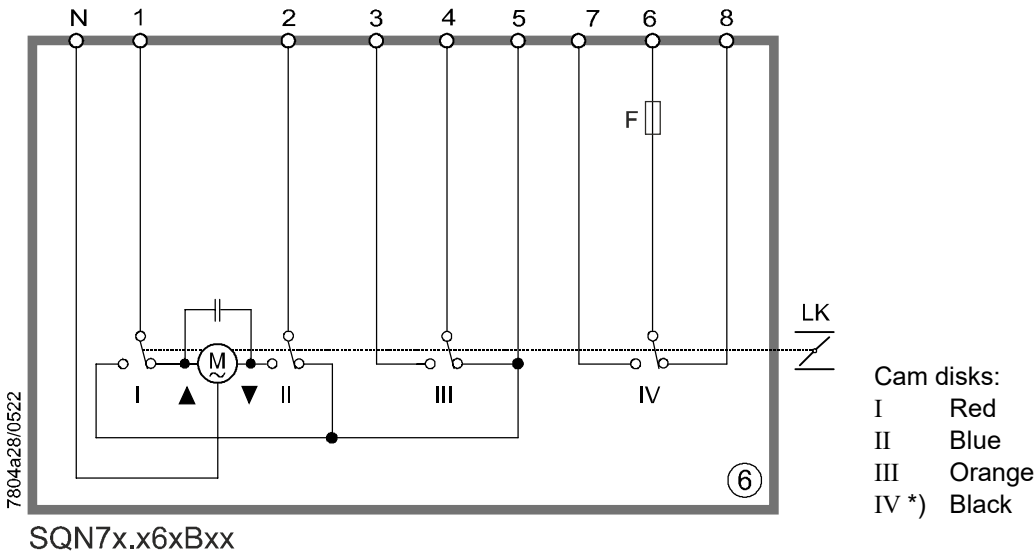 N 1 2 3 4 5 7 6 8
F
LK
M
~
I ▲ ▼ II III IV
6
7804a28/0522
SQN7x.x6xBxx
Cam disks:
I Red
II Blue
III Orange
IV *) Black